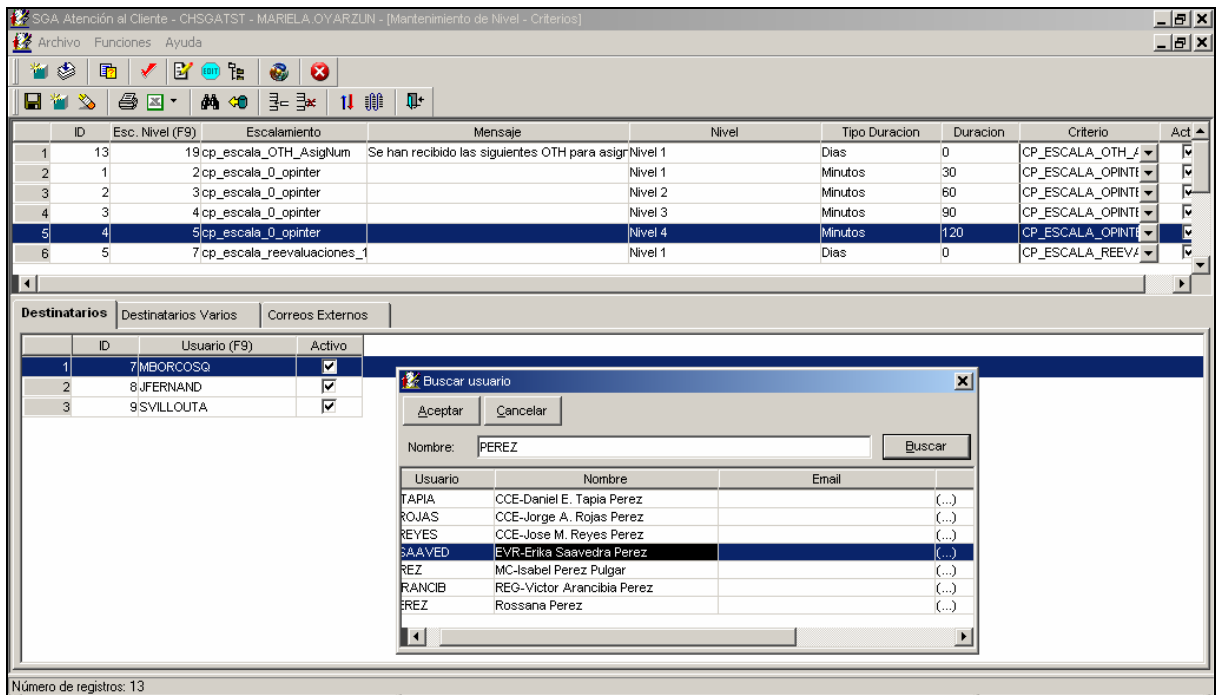 SGA Atención al Cliente - CHSGATST - MARIELA.OYARZUN - [Mantenimiento de Nivel - Criterios]
Archivo Funciones Ayuda
EDIT
ID Esc. Nivel (F9) Escalamiento Mensaje Nivel Tipo Duracion Duracion Criterio Act
1 13 19 cp_escala_OTH_AsigNum Se han recibido las siguientes OTH para asigr Nivel 1 Dias 0 CP_ESCALA_OTH_A
2 1 2 cp_escala_0_opinter Nivel 1 Minutos 30 CP_ESCALA_OPINTE
3 2 3 cp_escala_0_opinter Nivel 2 Minutos 60 CP_ESCALA_OPINTE
4 3 4 cp_escala_0_opinter Nivel 3 Minutos 90 CP_ESCALA_OPINTE
5 4 5 cp_escala_0_opinter Nivel 4 Minutos 120 CP_ESCALA_OPINTE
6 5 7 cp_escala_reevaluaciones_1 Nivel 1 Dias 0 CP_ESCALA_REEVA
Destinatarios Destinatarios Varios Correos Externos
ID Usuario (F9) Activo
1 7 MBORCOSQ
2 8 JFERNAND
3 9 SVILLOUTA
Buscar usuario
Aceptar Cancelar
Nombre: PEREZ Buscar
Usuario Nombre Email
TAPIA CCE-Daniel E. Tapia Perez (...)
ROJAS CCE-Jorge A. Rojas Perez (...)
REYES CCE-Jose M. Reyes Perez (...)
SAAVED EVR-Erika Saavedra Perez (...)
REZ MC-Isabel Perez Pulgar (...)
RANCIB REG-Victor Arancibia Perez (...)
EREZ Rossana Perez (...)
Número de registros: 13